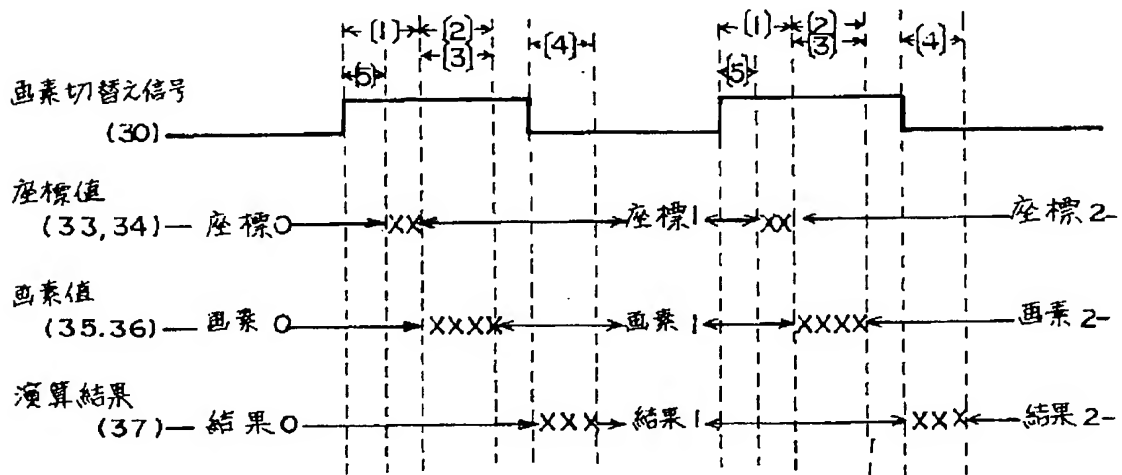 (1) (2) (1) (2)
(3) (4) (3) (4)
(5) (5)
画素切替え信号
(30)
座標値
(33,34) 座標0 XX 座標1 XX 座標2
画素値
(35.36) 画素0 XXXX 画素1 XXXX 画素2
演算結果
(37) 結果0 XXX 結果1 XXX 結果2